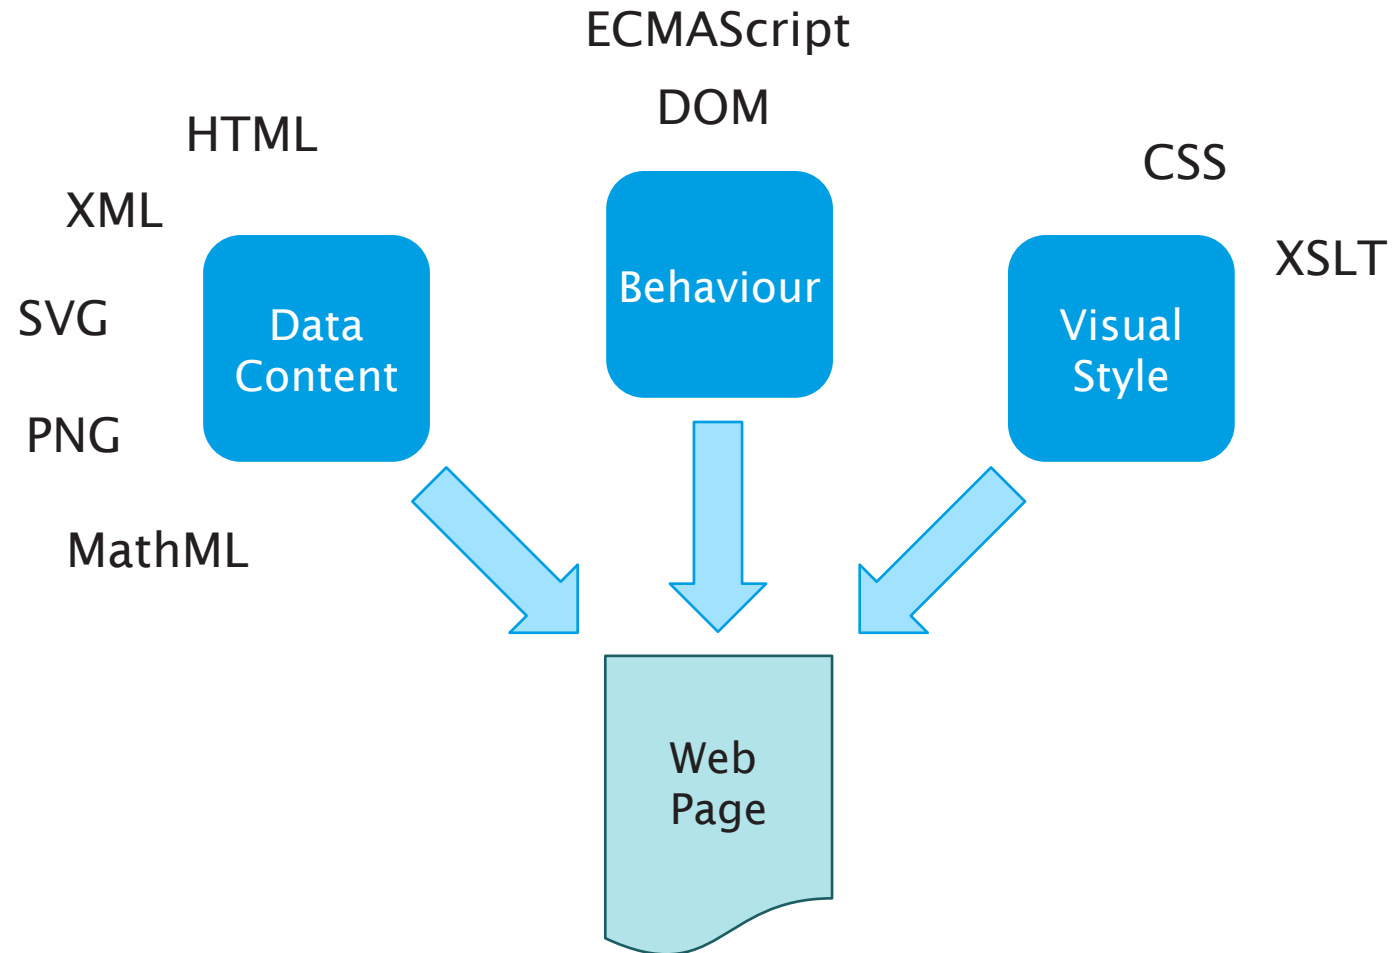 ECMAScript
DOM
HTML
CSS
XML
XSLT
Behaviour
SVG
Data
Content
Visual
Style
PNG
MathML
Web
Page